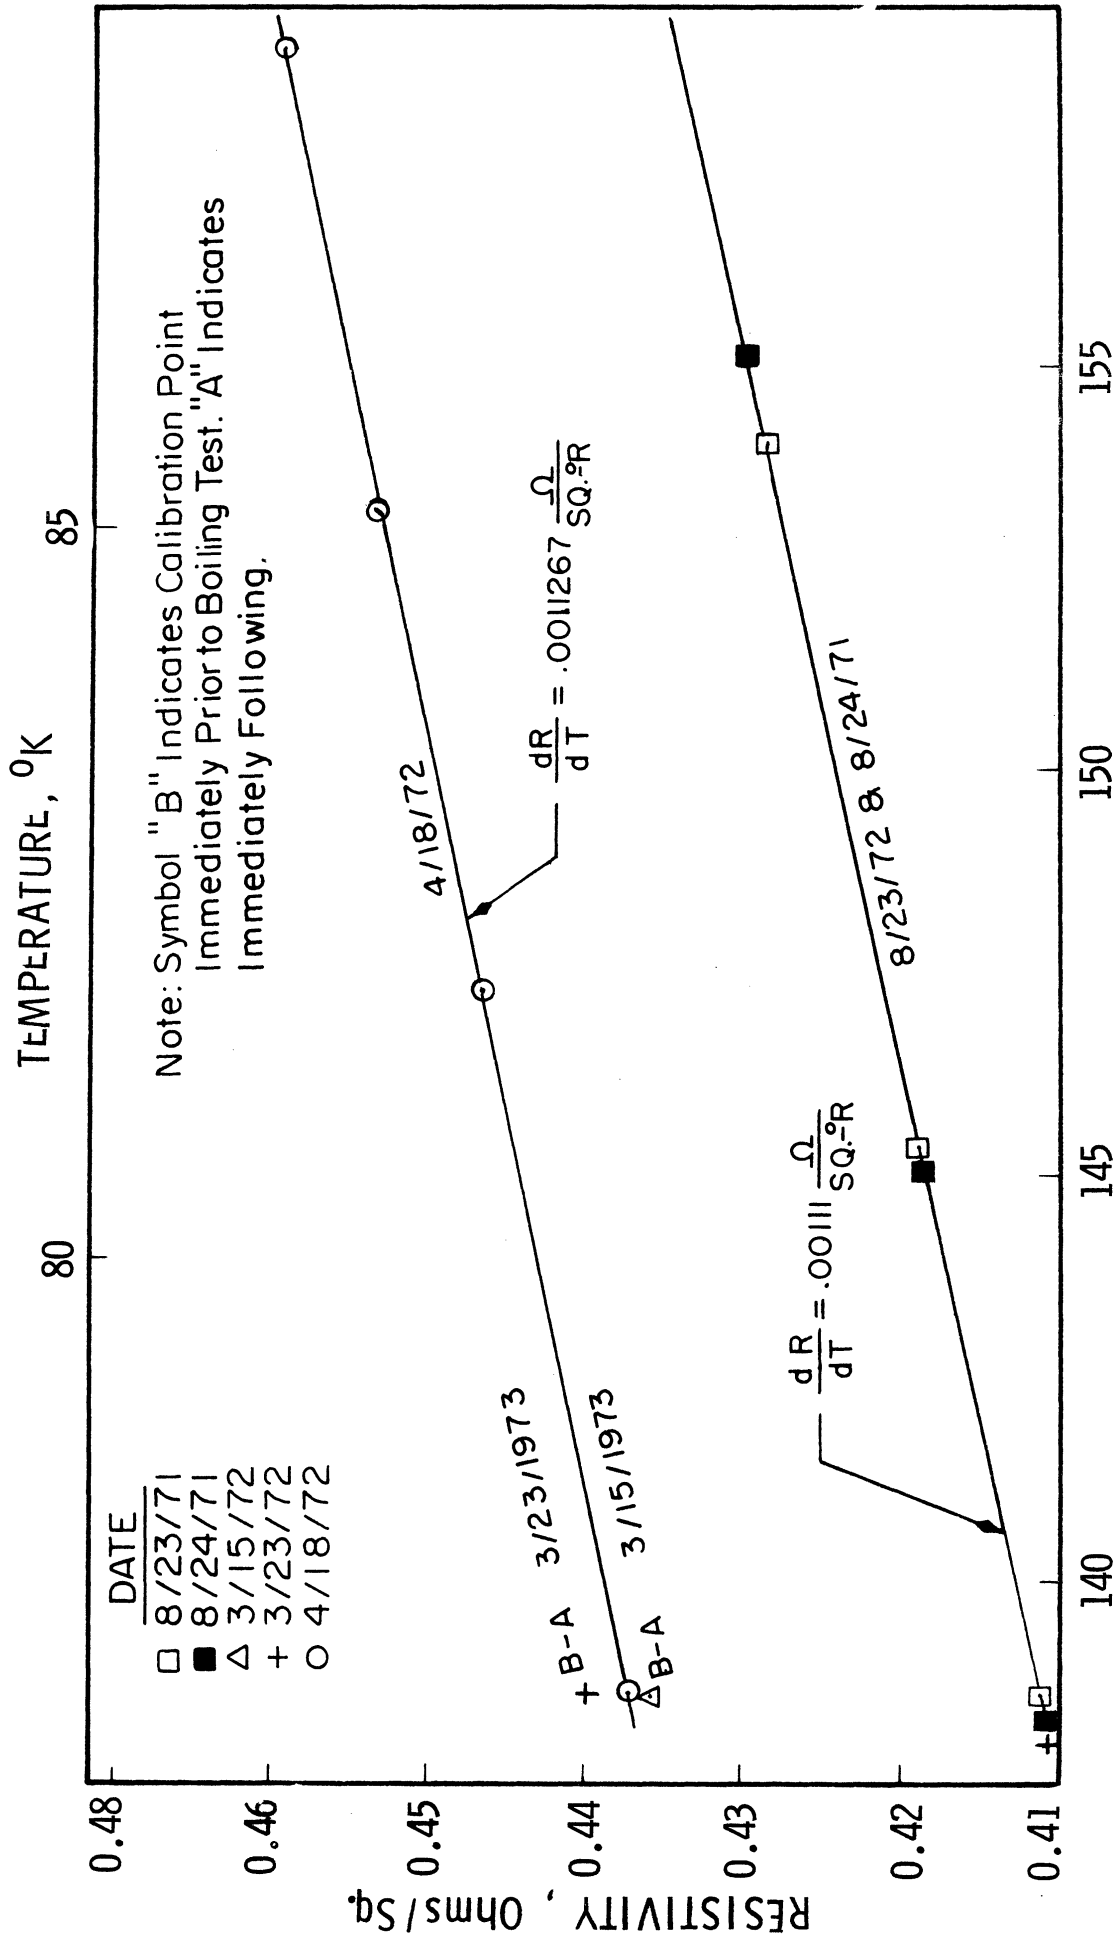 TEMPERATURE, °K
80
85
Note: Symbol "B" Indicates Calibration Point
Immediately Prior to Boiling Test. "A" Indicates
Immediately Following.
DATE
□ 8/23/71
■ 8/24/71
△ 3/15/72
+ 3/23/72
○ 4/18/72
4/18/72
dR/dT = .0011267 Ω/SQ.-°R
3/23/1973
+ B-A
3/15/1973
B-A
8/23/72 & 8/24/71
dR/dT = .00111 Ω/SQ.-°R
RESISTIVITY, Ohms/Sq.
0.48
0.46
0.45
0.44
0.43
0.42
0.41
140
145
150
155